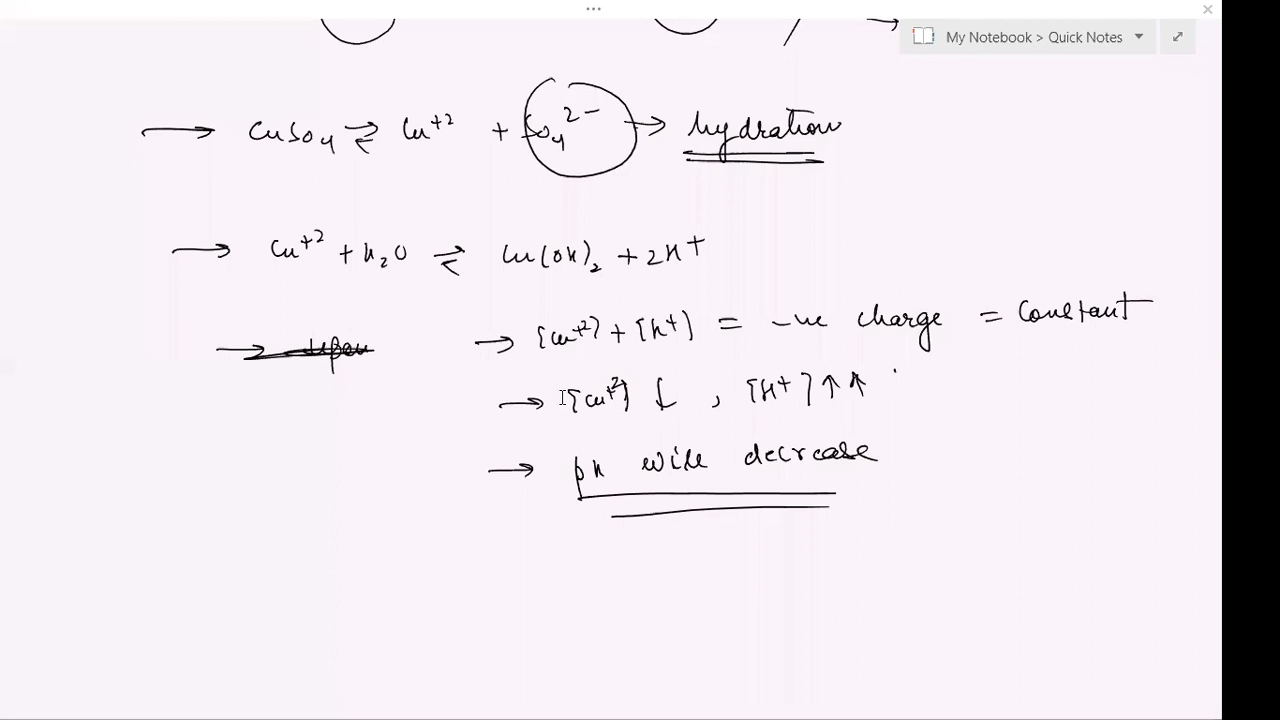 My Notebook > Quick Notes
→ CuSO4 ⇌ Cu+2 + SO4 2- → hydration
→ Cu+2 + H2O ⇌ Cu(OH)2 + 2H+
→ [Cu+2] + [H+] = -ve charge = Constant
→ [Cu+2] ↓ , [H+] ↑↑
→ pH will decrease